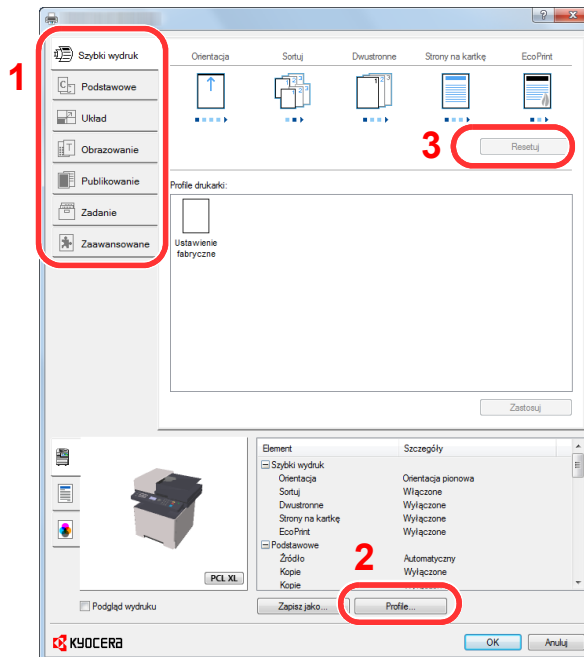 ?
1
Szybki wydruk
Podstawowe
Układ
Obrazowanie
Publikowanie
Zadanie
Zaawansowane
Orientacja Sortuj Dwustronne Strony na kartkę EcoPrint
3
Resetuj
Profile drukarki:
Ustawienie
fabryczne
Zastosuj
Element Szczegóły
Szybki wydruk
Orientacja Orientacja pionowa
Sortuj Włączone
Dwustronne Wyłączone
Strony na kartkę Wyłączone
EcoPrint Wyłączone
Podstawowe
Źródło Automatyczny
Kopie Wyłączone
Kopie
2
PCL XL
Podgląd wydruku
Zapisz jako...
Profile...
KYOCERA
OK
Anuluj